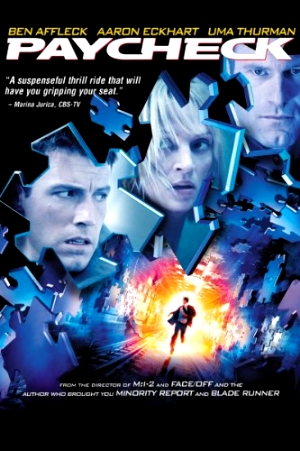 BEN AFFLECK AARON ECKHART UMA THURMAN
PAYCHECK
"A suspenseful thrill ride that will
have you gripping your seat."
– Marina Jurica, CBS-TV
FROM THE DIRECTOR OF M:I-2 AND FACE/OFF AND THE
AUTHOR WHO BROUGHT YOU MINORITY REPORT AND BLADE RUNNER